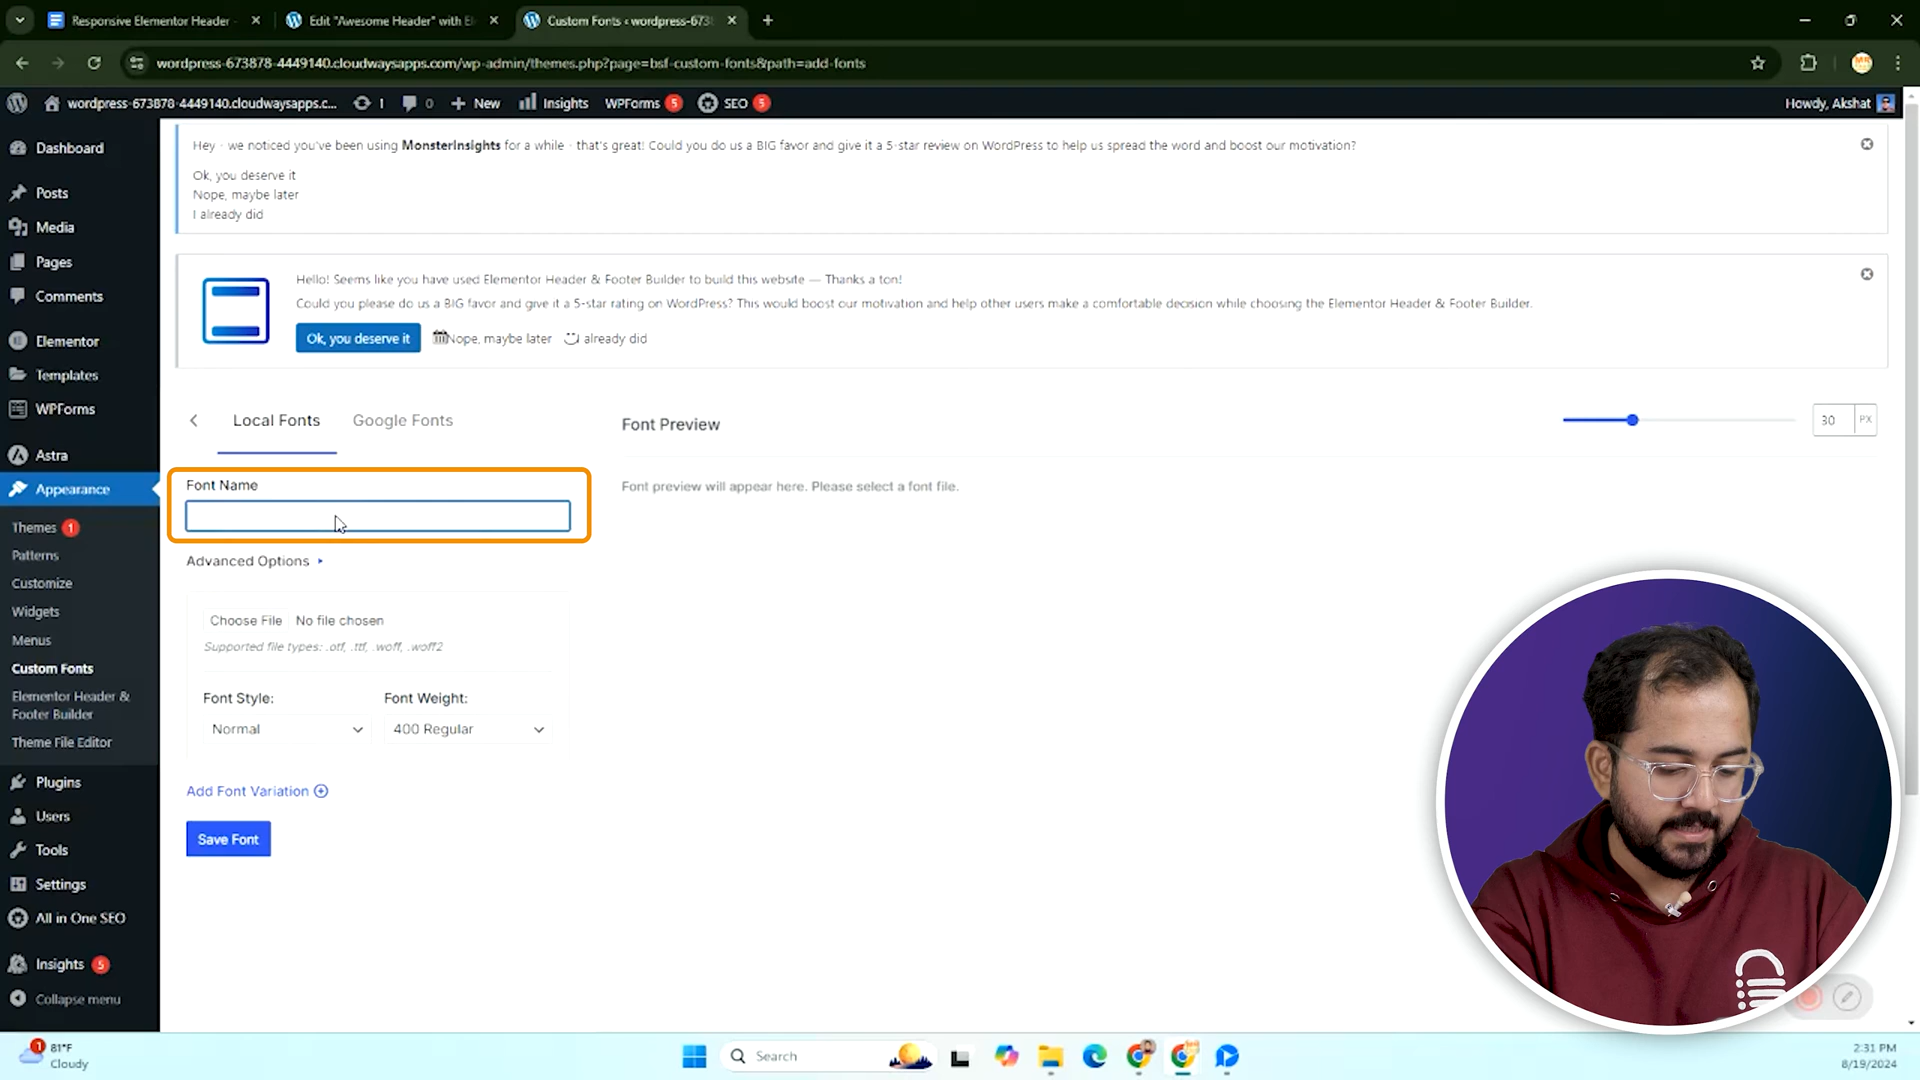 Responsive Elementor Header
Edit "Awesome Header" with El
Custom Fonts ‹ wordpress-673
wordpress-673878-4449140.cloudwaysapps.com/wp-admin/themes.php?page=bsf-custom-fonts&path=add-fonts
wordpress-673878-4449140.cloudwaysapps.c...
1
0
New
Insights
WPForms 5
SEO 5
Howdy, Akshat
Dashboard
Posts
Media
Pages
Comments
Elementor
Templates
WPForms
Astra
Appearance
Themes 1
Patterns
Customize
Widgets
Menus
Custom Fonts
Elementor Header &
Footer Builder
Theme File Editor
Plugins
Users
Tools
Settings
All in One SEO
Insights 5
Collapse menu
Hey - we noticed you've been using MonsterInsights for a while - that's great! Could you do us a BIG favor and give it a 5-star review on WordPress to help us spread the word and boost our motivation?
Ok, you deserve it
Nope, maybe later
I already did
Hello! Seems like you have used Elementor Header & Footer Builder to build this website — Thanks a ton!
Could you please do us a BIG favor and give it a 5-star rating on WordPress? This would boost our motivation and help other users make a comfortable decision while choosing the Elementor Header & Footer Builder.
Ok, you deserve it
Nope, maybe later
already did
Local Fonts
Google Fonts
Font Preview
30
PX
Font Name
Font preview will appear here. Please select a font file.
Advanced Options
Choose File No file chosen
Supported file types: .otf, .ttf, .woff, .woff2
Font Style:
Font Weight:
Normal
400 Regular
Add Font Variation
Save Font
1
81°F
Cloudy
Search
2:31 PM
8/19/2024